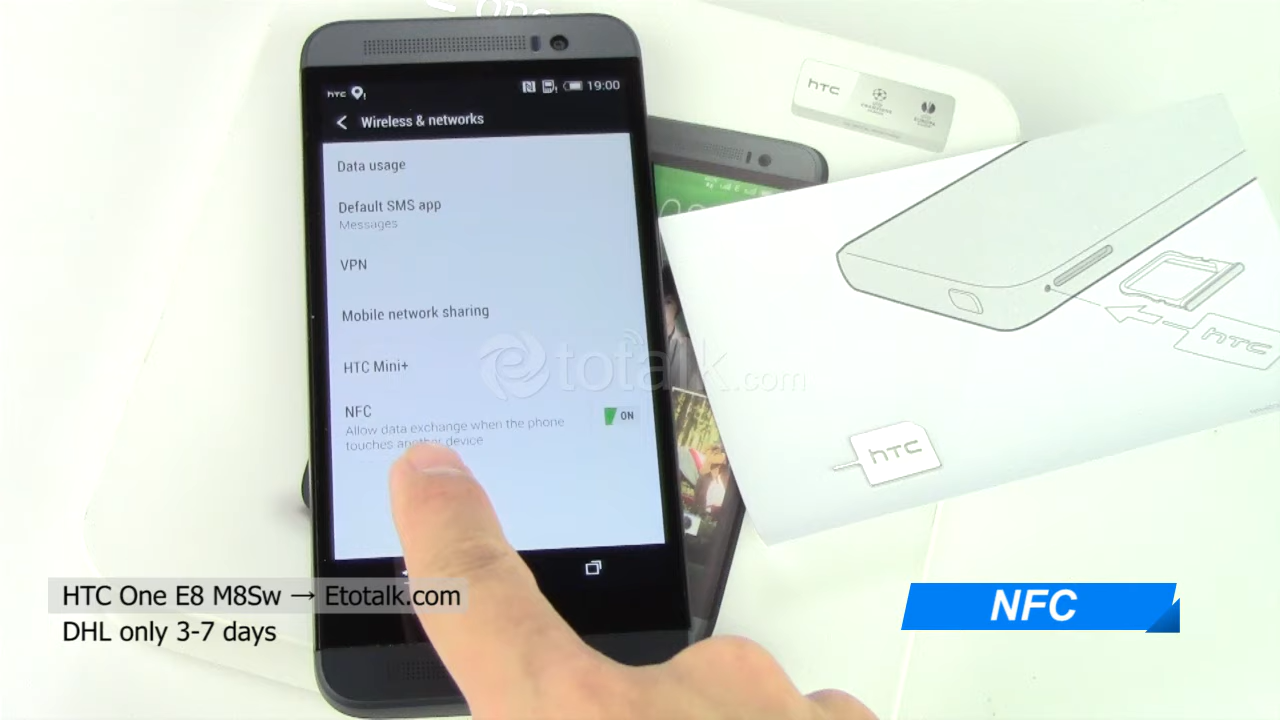 one
hTC 19:00
Wireless & networks
Data usage
Default SMS app
Messages
VPN
Mobile network sharing
HTC Mini+
NFC
Allow data exchange when the phone
touches another device
ON
hTC
hTC
hTC
etotalk.com
HTC One E8 M8Sw → Etotalk.com
DHL only 3-7 days
NFC